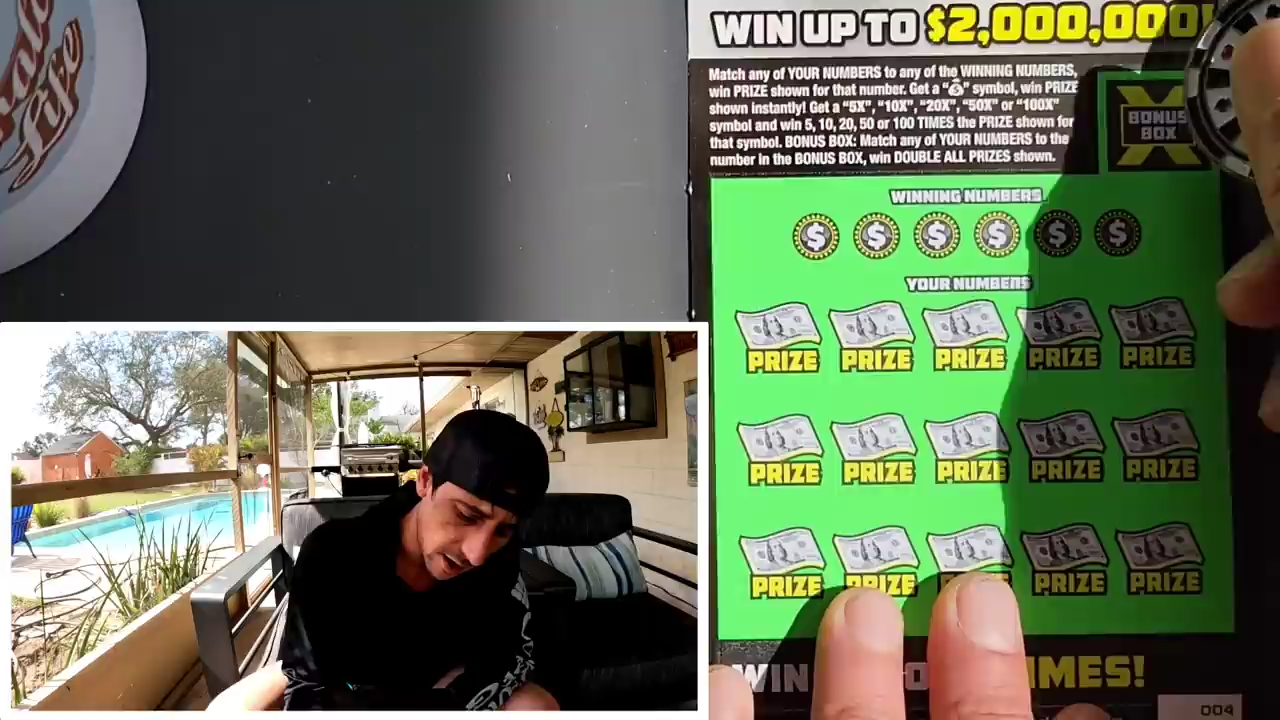 Life
WIN UP TO $2,000,000!
Match any of YOUR NUMBERS to any of the WINNING NUMBERS,
win PRIZE shown for that number. Get a "💰" symbol, win PRIZE
shown instantly! Get a "5X", "10X", "20X", "50X" or "100X"
symbol and win 5, 10, 20, 50 or 100 TIMES the PRIZE shown for
that symbol. BONUS BOX: Match any of YOUR NUMBERS to the
number in the BONUS BOX, win DOUBLE ALL PRIZES shown.
BONUS
BOX
WINNING NUMBERS
$ $ $ $ $ $
YOUR NUMBERS
PRIZE PRIZE PRIZE PRIZE PRIZE
PRIZE PRIZE PRIZE PRIZE PRIZE
PRIZE PRIZE PRIZE PRIZE PRIZE
WIN IMES!
004